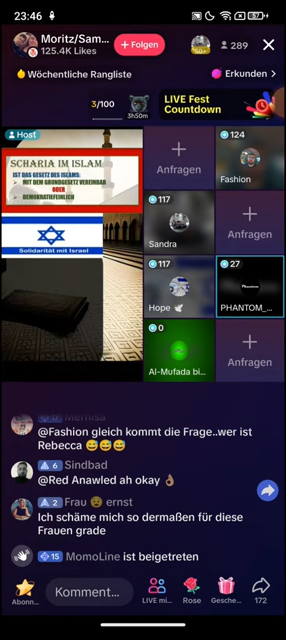 23:46
57
Moritz/Sam...
125.4K Likes
+ Folgen
289
Wöchentliche Rangliste
Erkunden >
3/100
3h50m
LIVE Fest
Countdown
Host
SCHARIA IM ISLAM
IST DAS GESETZ DES ISLAMS:
MIT DEM GRUNDGESETZ VEREINBAR
ODER
DEMOKRATIEFEINLICH
Solidarität mit Israel
Anfragen
124
Fashion
117
Sandra
Anfragen
117
Hope 🕊
27
PHANTOM_...
0
Al-Mufada bi...
Anfragen
@Fashion gleich kommt die Frage..wer ist
Rebecca 😅😅😅
6 Sindbad
@Red Anawled ah okay 👌🏽
2 Frau 😧 ernst
Ich schäme mich so dermaßen für diese
Frauen grade
15 MomoLine ist beigetreten
Abonn...
Komment...
LIVE mi...
Rose
Gesche...
172